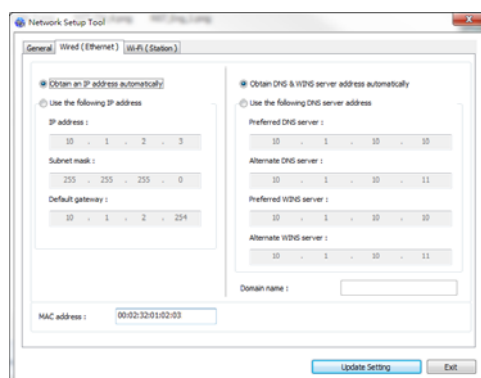 Network Setup Tool
General Wired ( Ethernet ) Wi-Fi ( Station )
Obtain an IP address automatically
Use the following IP address
IP address :
10 . 1 . 2 . 3
Subnet mask :
255 . 255 . 255 . 0
Default gateway :
10 . 1 . 2 . 254
Obtain DNS & WINS server address automatically
Use the following DNS server address
Preferred DNS server :
10 . 1 . 10 . 10
Alternate DNS server :
10 . 1 . 10 . 11
Preferred WINS server :
10 . 1 . 10 . 10
Alternate WINS server :
10 . 1 . 10 . 11
Domain name :
MAC address : 00:02:32:01:02:03
Update Setting Exit